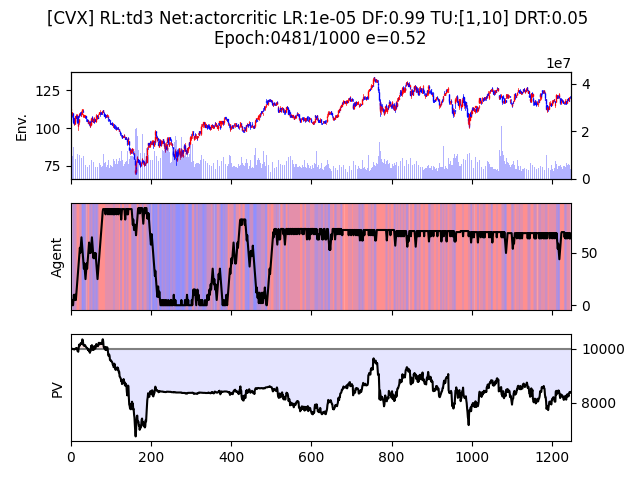 [CVX] RL:td3 Net:actorcritic LR:1e-05 DF:0.99 TU:[1,10] DRT:0.05
Epoch:0481/1000 e=0.52
1e7
Env.
125
100
75
4
2
0
Agent
50
0
PV
10000
8000
0 200 400 600 800 1000 1200